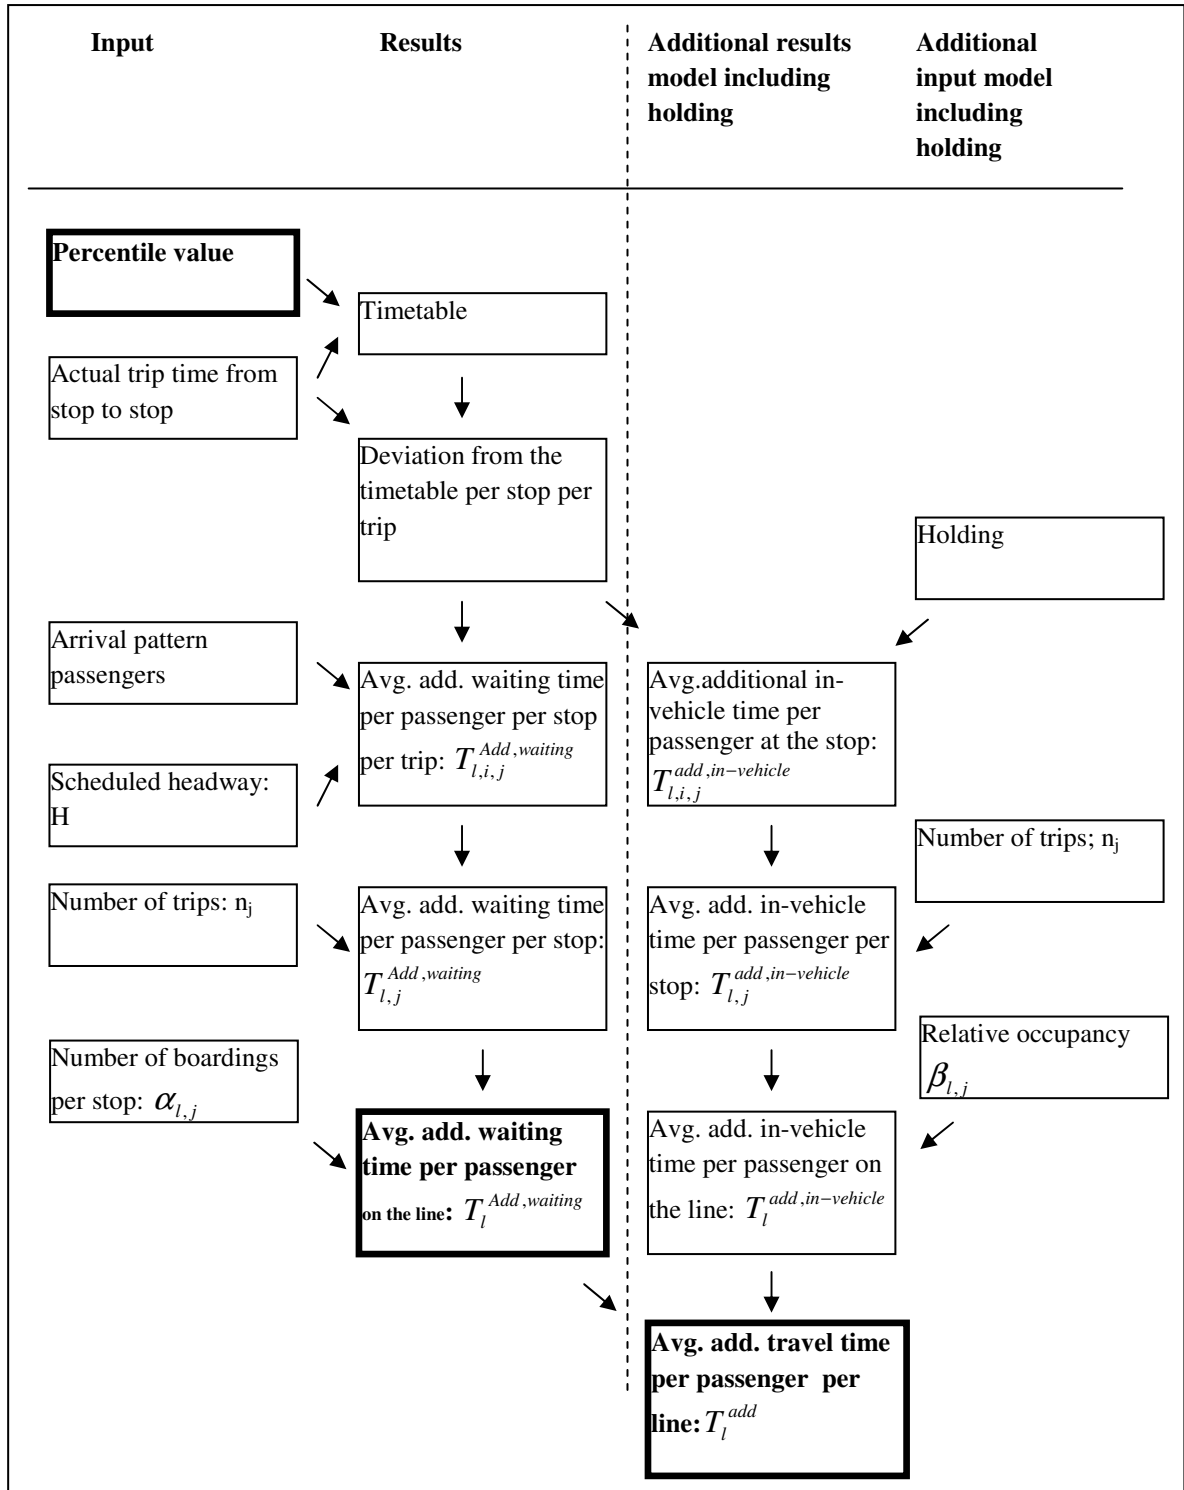 Input
Results
Additional results
model including
holding
Additional
input model
including
holding
Percentile value
Timetable
Actual trip time from
stop to stop
Deviation from the
timetable per stop per
trip
Holding
Arrival pattern
passengers
Avg. add. waiting time
per passenger per stop
per trip: T_{l,i,j}^{Add,waiting}
Avg.additional in-
vehicle time per
passenger at the stop:
T_{l,i,j}^{add,in-vehicle}
Scheduled headway:
H
Number of trips; n_j
Number of trips: n_j
Avg. add. waiting time
per passenger per stop:
T_{l,j}^{Add,waiting}
Avg. add. in-vehicle
time per passenger per
stop: T_{l,j}^{add,in-vehicle}
Relative occupancy
β_{l,j}
Number of boardings
per stop: α_{l,j}
Avg. add. waiting
time per passenger
on the line: T_l^{Add,waiting}
Avg. add. in-vehicle
time per passenger on
the line: T_l^{add,in-vehicle}
Avg. add. travel time
per passenger per
line: T_l^{add}